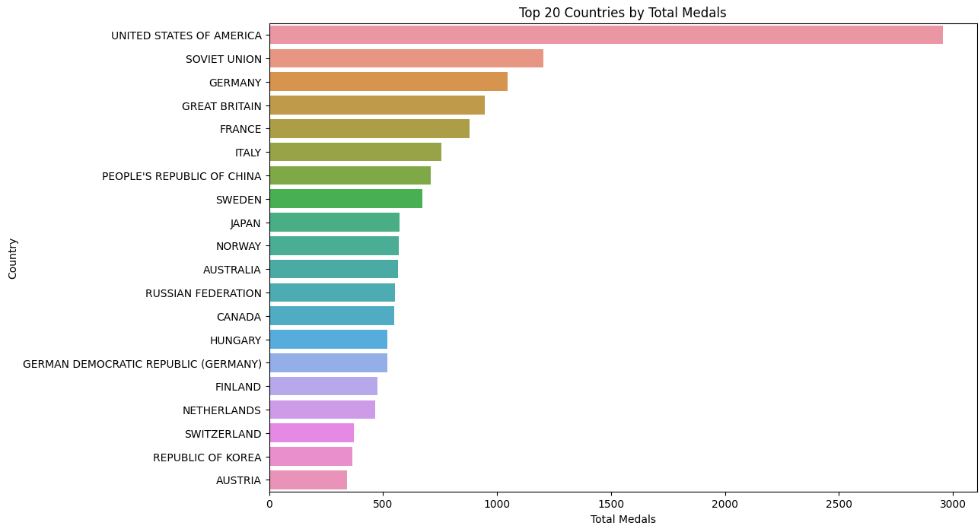 Top 20 Countries by Total Medals
UNITED STATES OF AMERICA
SOVIET UNION
GERMANY
GREAT BRITAIN
FRANCE
ITALY
PEOPLE'S REPUBLIC OF CHINA
SWEDEN
JAPAN
NORWAY
AUSTRALIA
RUSSIAN FEDERATION
CANADA
HUNGARY
GERMAN DEMOCRATIC REPUBLIC (GERMANY)
FINLAND
NETHERLANDS
SWITZERLAND
REPUBLIC OF KOREA
AUSTRIA
Country
0 500 1000 1500 2000 2500 3000
Total Medals